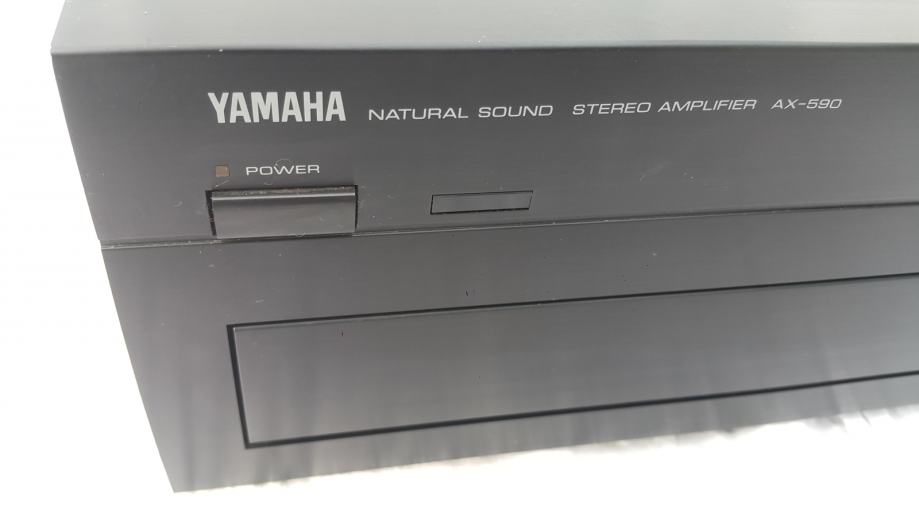 YAMAHA NATURAL SOUND STEREO AMPLIFIER AX-590
POWER